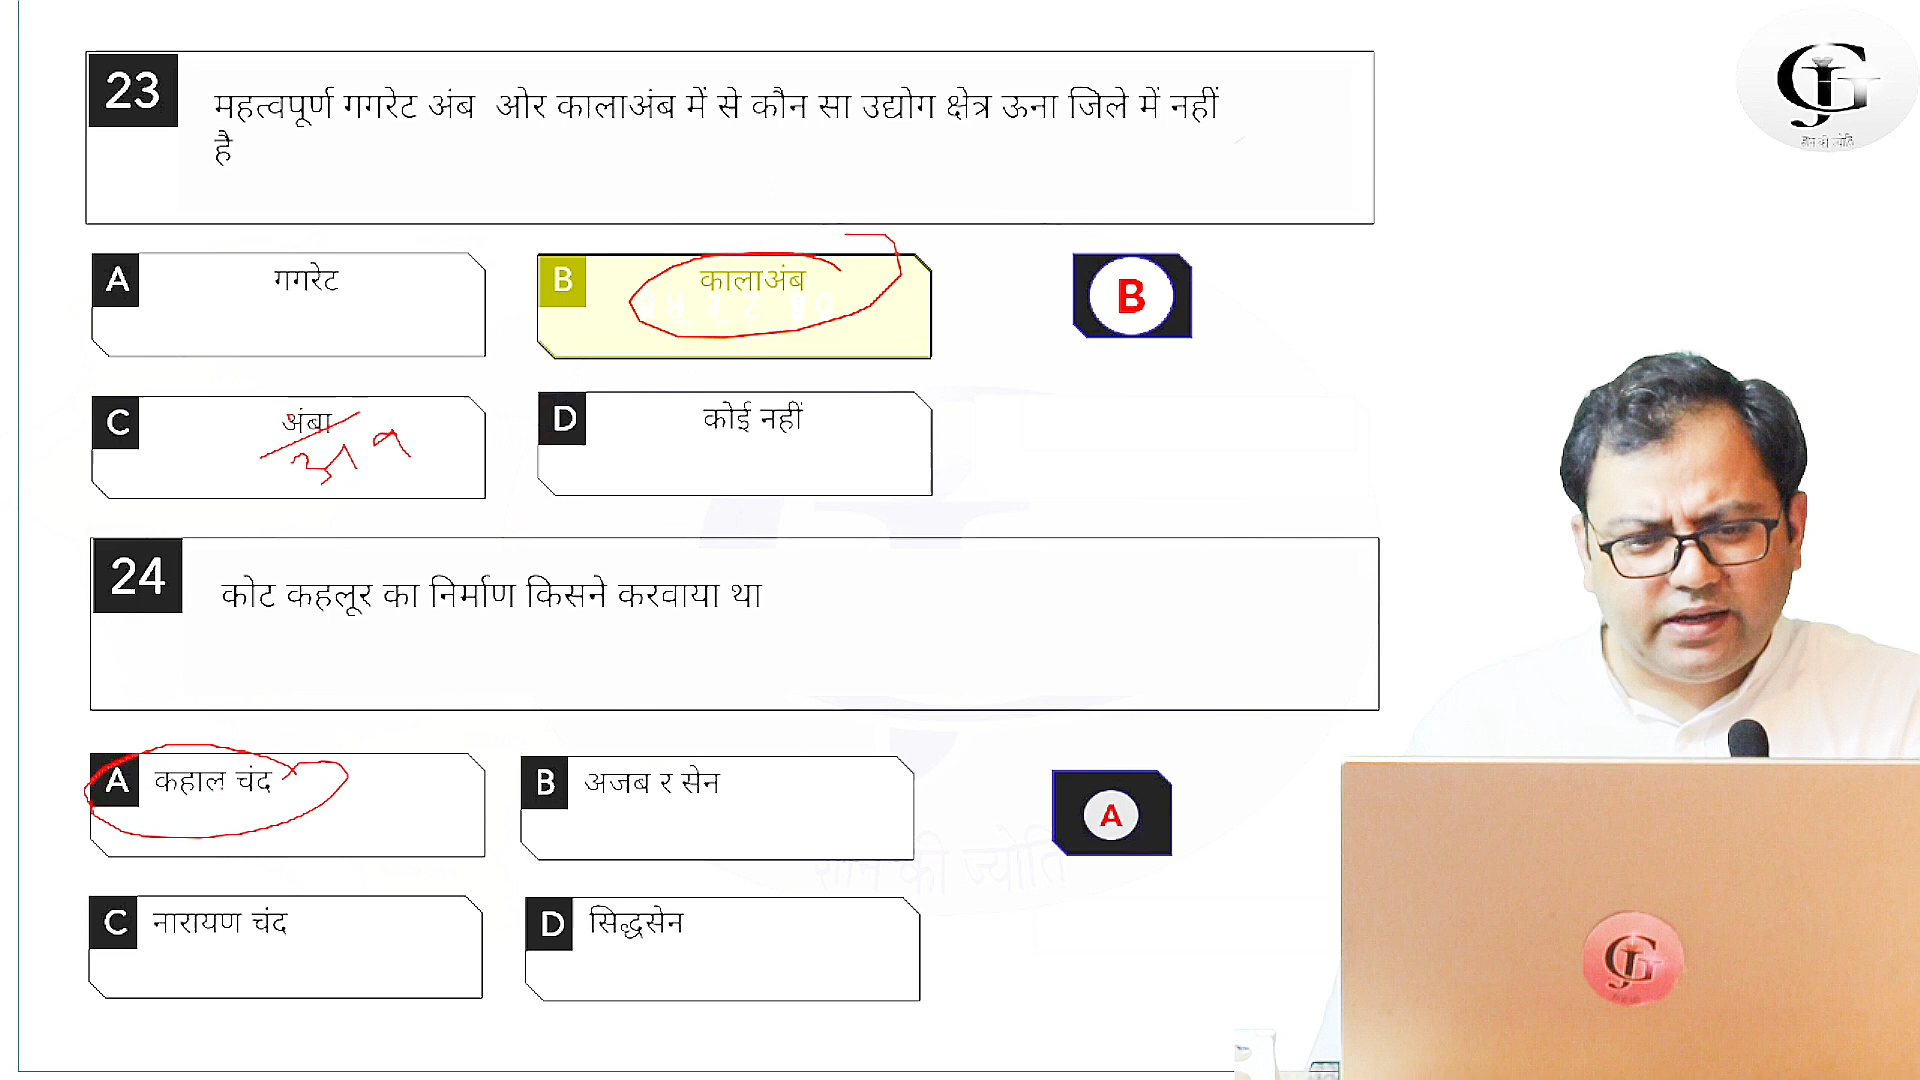 23
महत्वपूर्ण गगरेट अंब ओर कालाअंब में से कौन सा उद्योग क्षेत्र ऊना जिले में नहीं
है
ज्ञान की ज्योति
A गगरेट
B कालाअंब
B
C अंबा
D कोई नहीं
24
कोट कहलूर का निर्माण किसने करवाया था
A कहाल चंद
B अजब र सेन
A
ज्ञान की ज्योति
C नारायण चंद
D सिद्धसेन